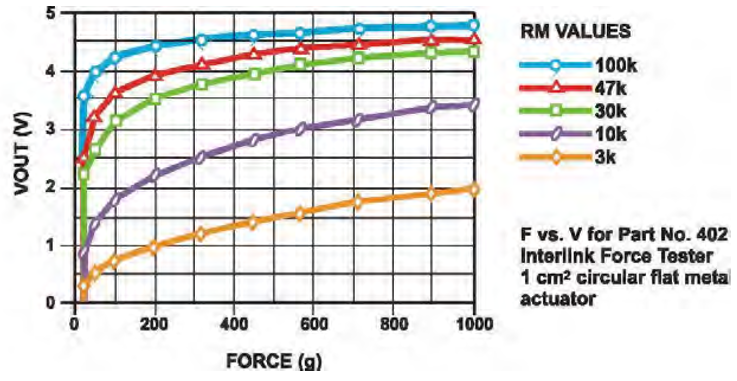 5
4
3
2
1
0
VOUT (V)
0
200
400
600
800
1000
FORCE (g)
RM VALUES
100k
47k
30k
10k
3k
F vs. V for Part No. 402
Interlink Force Tester
1 cm² circular flat metal
actuator